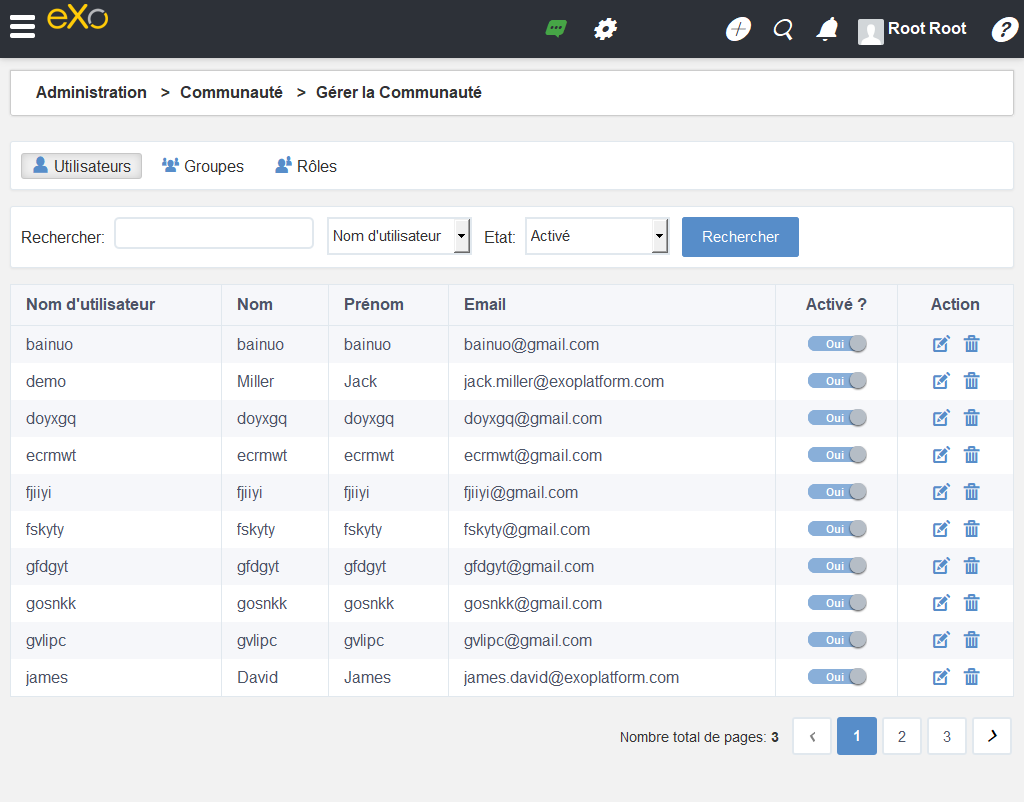 eXo
Root Root
?
Administration > Communauté > Gérer la Communauté
Utilisateurs Groupes Rôles
Rechercher: Nom d'utilisateur Etat: Activé Rechercher
Nom d'utilisateur Nom Prénom Email Activé ? Action
bainuo bainuo bainuo bainuo@gmail.com Oui
demo Miller Jack jack.miller@exoplatform.com Oui
doyxgq doyxgq doyxgq doyxgq@gmail.com Oui
ecrmwt ecrmwt ecrmwt ecrmwt@gmail.com Oui
fjiiyi fjiiyi fjiiyi fjiiyi@gmail.com Oui
fskyty fskyty fskyty fskyty@gmail.com Oui
gfdgyt gfdgyt gfdgyt gfdgyt@gmail.com Oui
gosnkk gosnkk gosnkk gosnkk@gmail.com Oui
gvlipc gvlipc gvlipc gvlipc@gmail.com Oui
james David James james.david@exoplatform.com Oui
Nombre total de pages: 3 1 2 3